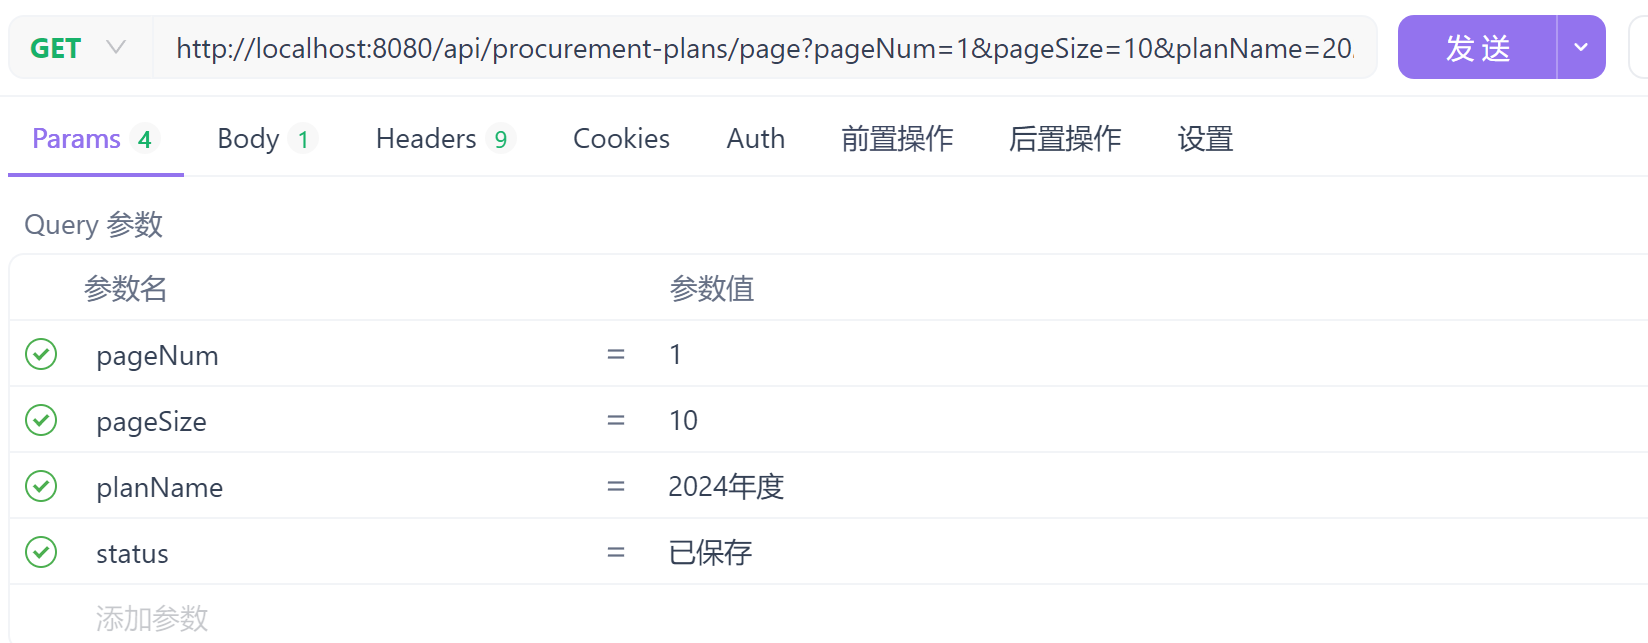 GET http://localhost:8080/api/procurement-plans/page?pageNum=1&pageSize=10&planName=20 发 送
Params 4 Body 1 Headers 9 Cookies Auth 前置操作 后置操作 设置
Query 参数
参数名 参数值
pageNum = 1
pageSize = 10
planName = 2024年度
status = 已保存
添加参数